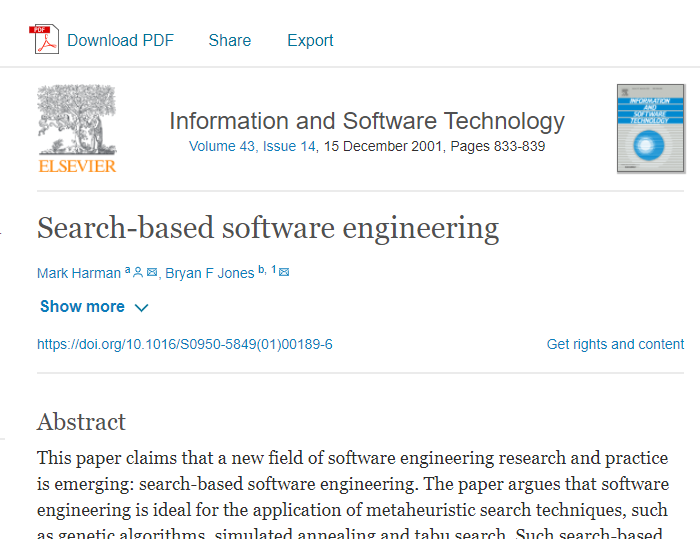 Download PDF Share Export
ELSEVIER
Information and Software Technology
Volume 43, Issue 14, 15 December 2001, Pages 833-839
INFORMATION
AND
SOFTWARE
TECHNOLOGY
Search-based software engineering
Mark Harman a, Bryan F Jones b, 1
Show more
https://doi.org/10.1016/S0950-5849(01)00189-6 Get rights and content
Abstract
This paper claims that a new field of software engineering research and practice
is emerging: search-based software engineering. The paper argues that software
engineering is ideal for the application of metaheuristic search techniques, such
as genetic algorithms, simulated annealing and tabu search. Such search-based